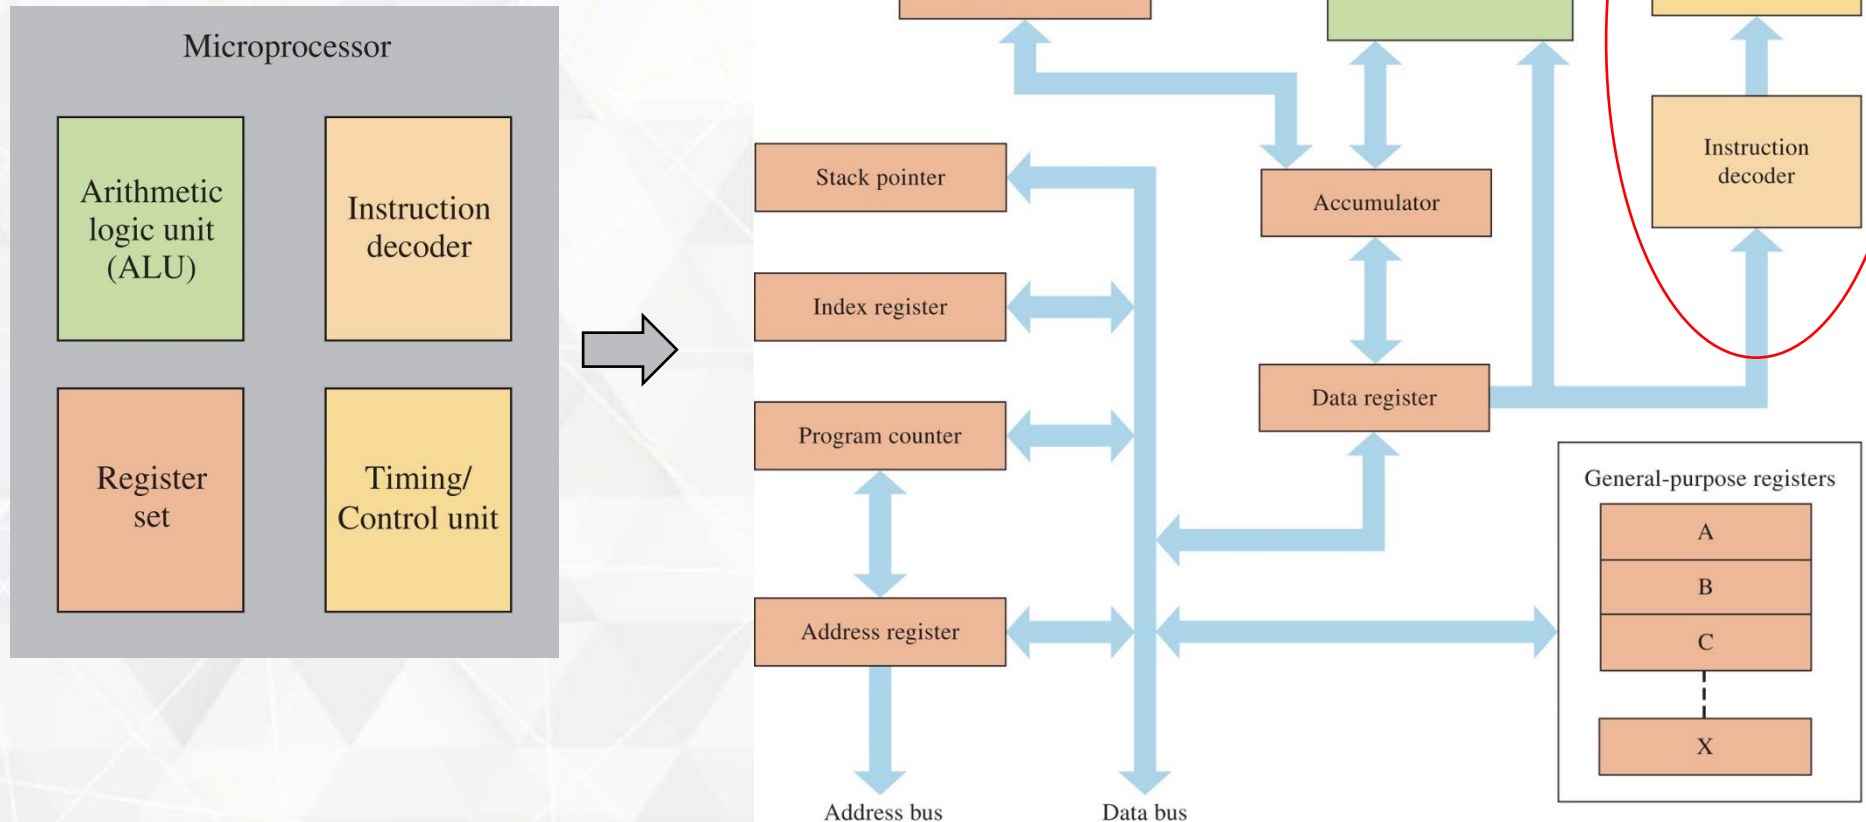 Microprocessor
Arithmetic
logic unit
(ALU)
Instruction
decoder
Register
set
Timing/
Control unit
Stack pointer
Index register
Program counter
Address register
Accumulator
Data register
Instruction
decoder
General-purpose registers
A
B
C
X
Address bus
Data bus